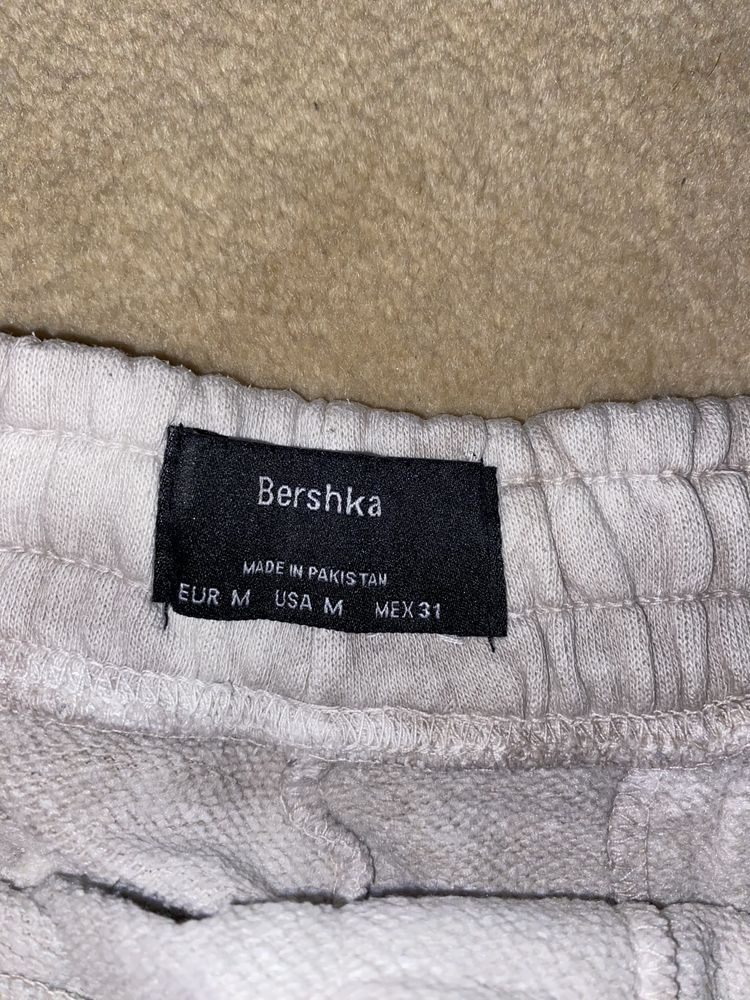 Bershka
MADE IN PAKISTAN
EUR M USA M MEX 31